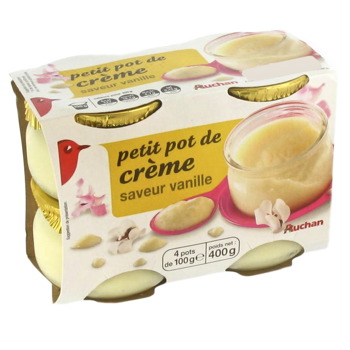 petit pot de
crème
saveur vanille
Auchan
petit pot de
crème
saveur vanille
4 pots
de 100g e
poids net :
400g
Auchan